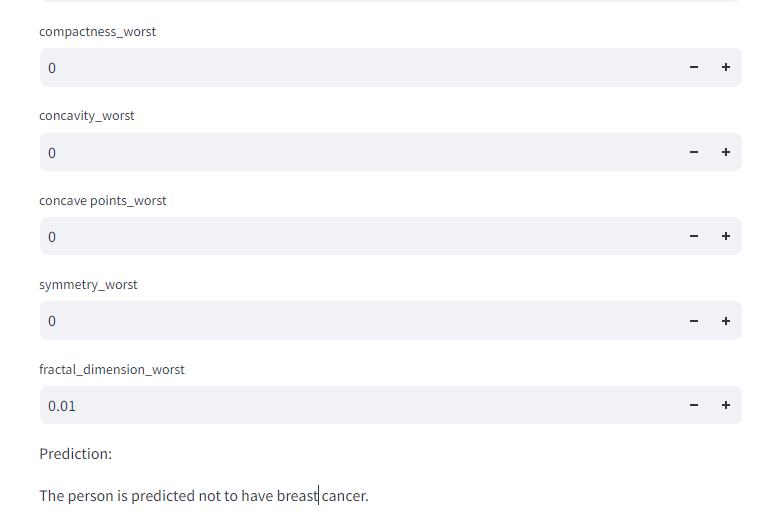 compactness_worst
0
concavity_worst
0
concave points_worst
0
symmetry_worst
0
fractal_dimension_worst
0.01
Prediction:
The person is predicted not to have breast cancer.